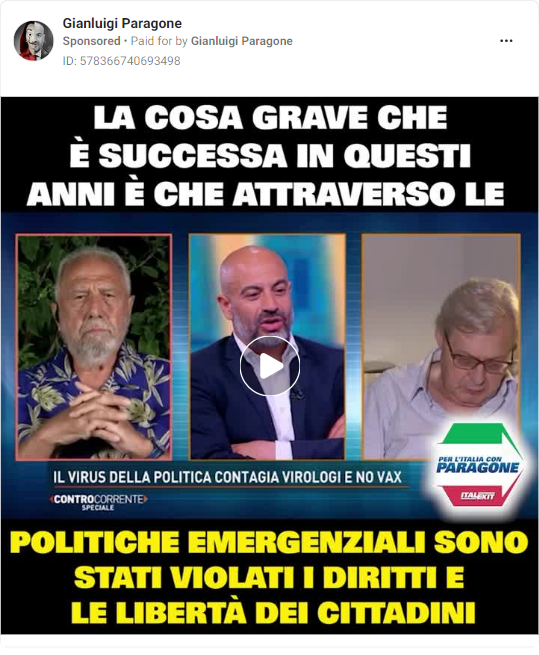 Gianluigi Paragone
Sponsored • Paid for by Gianluigi Paragone
ID: 578366740693498
LA COSA GRAVE CHE
È SUCCESSA IN QUESTI
ANNI È CHE ATTRAVERSO LE
IL VIRUS DELLA POLITICA CONTAGIA VIROLOGI E NO VAX
CONTROCORRENTE
SPECIALE
PER L'ITALIA CON
PARAGONE
ITALEXIT
POLITICHE EMERGENZIALI SONO
STATI VIOLATI I DIRITTI E
LE LIBERTÀ DEI CITTADINI